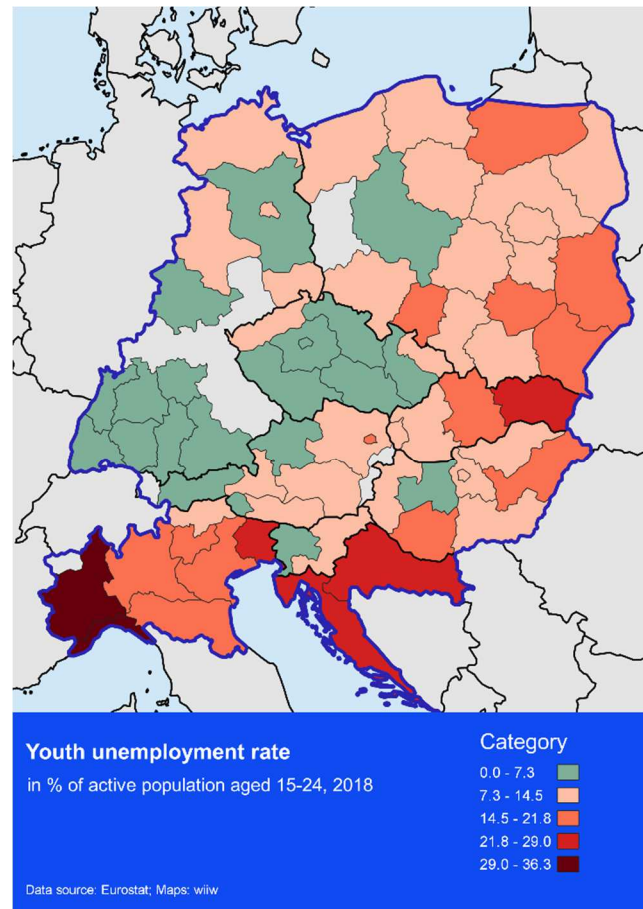 Youth unemployment rate
in % of active population aged 15-24, 2018
Category
0.0 - 7.3
7.3 - 14.5
14.5 - 21.8
21.8 - 29.0
29.0 - 36.3
Data source: Eurostat; Maps: wiiw